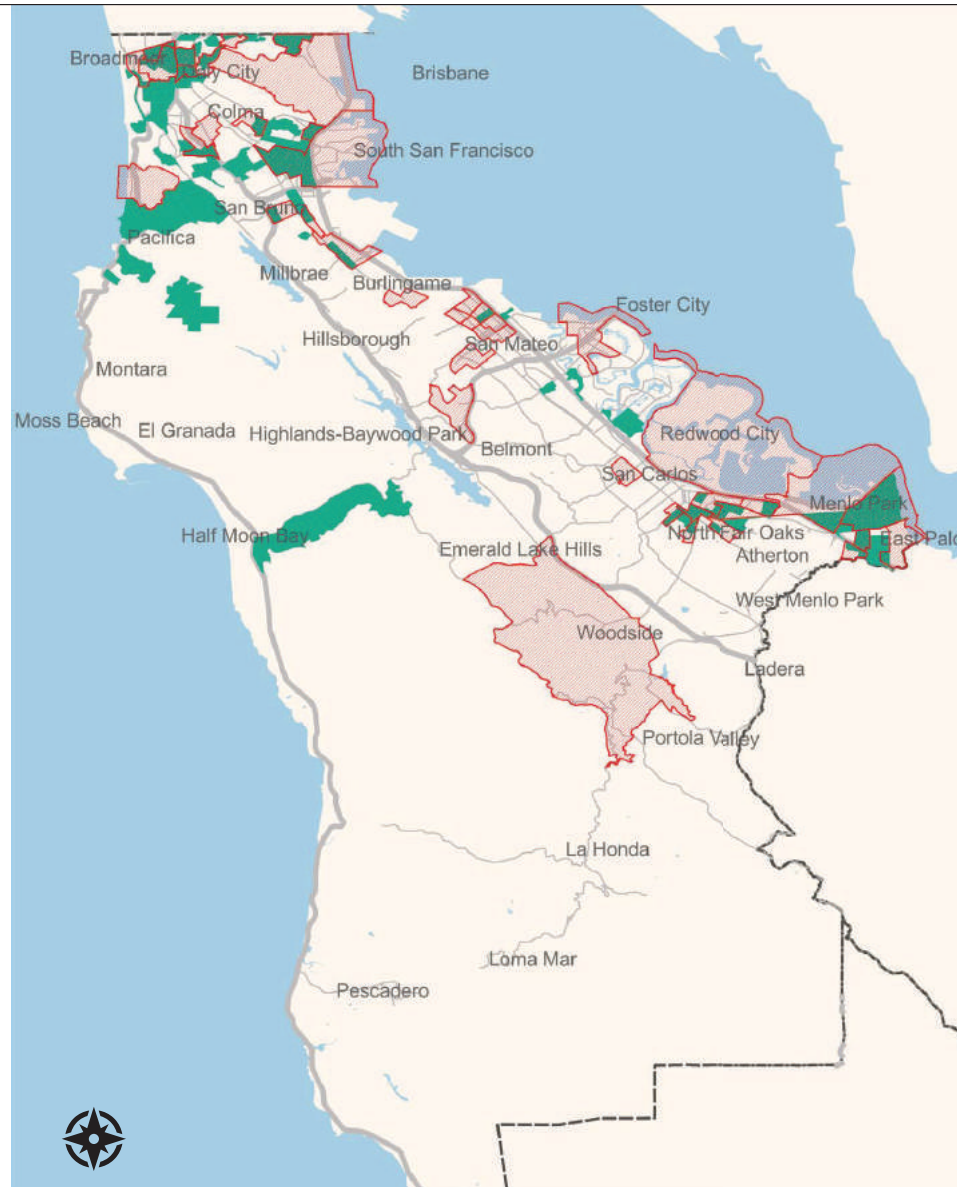 Broadmoor
Daly City
Brisbane
Colma
South San Francisco
San Bruno
Pacifica
Millbrae
Burlingame
Foster City
Hillsborough
San Mateo
Montara
Moss Beach
El Granada
Highlands-Baywood Park
Redwood City
Belmont
San Carlos
Menlo Park
Half Moon Bay
North Fair Oaks
East Palo
Emerald Lake Hills
Atherton
West Menlo Park
Woodside
Ladera
Portola Valley
La Honda
Loma Mar
Pescadero